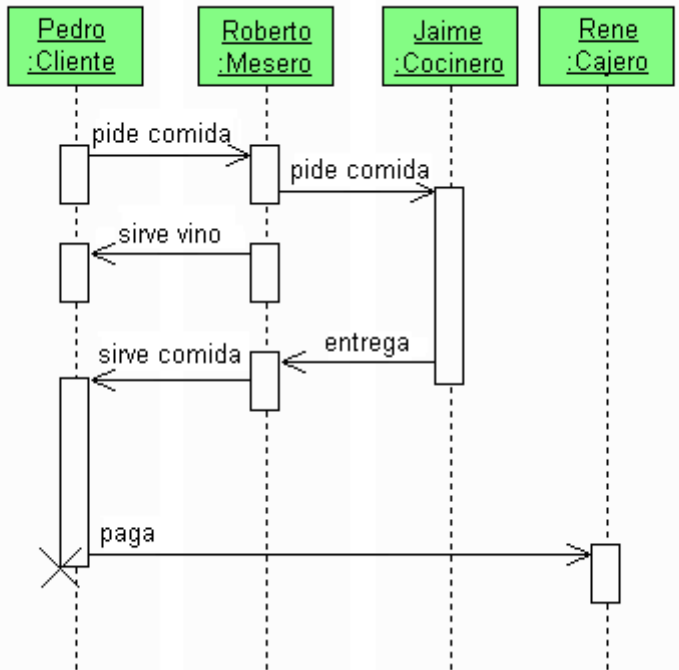 Pedro
:Cliente
Roberto
:Mesero
Jaime
:Cocinero
Rene
:Cajero
pide comida
pide comida
sirve vino
entrega
sirve comida
paga